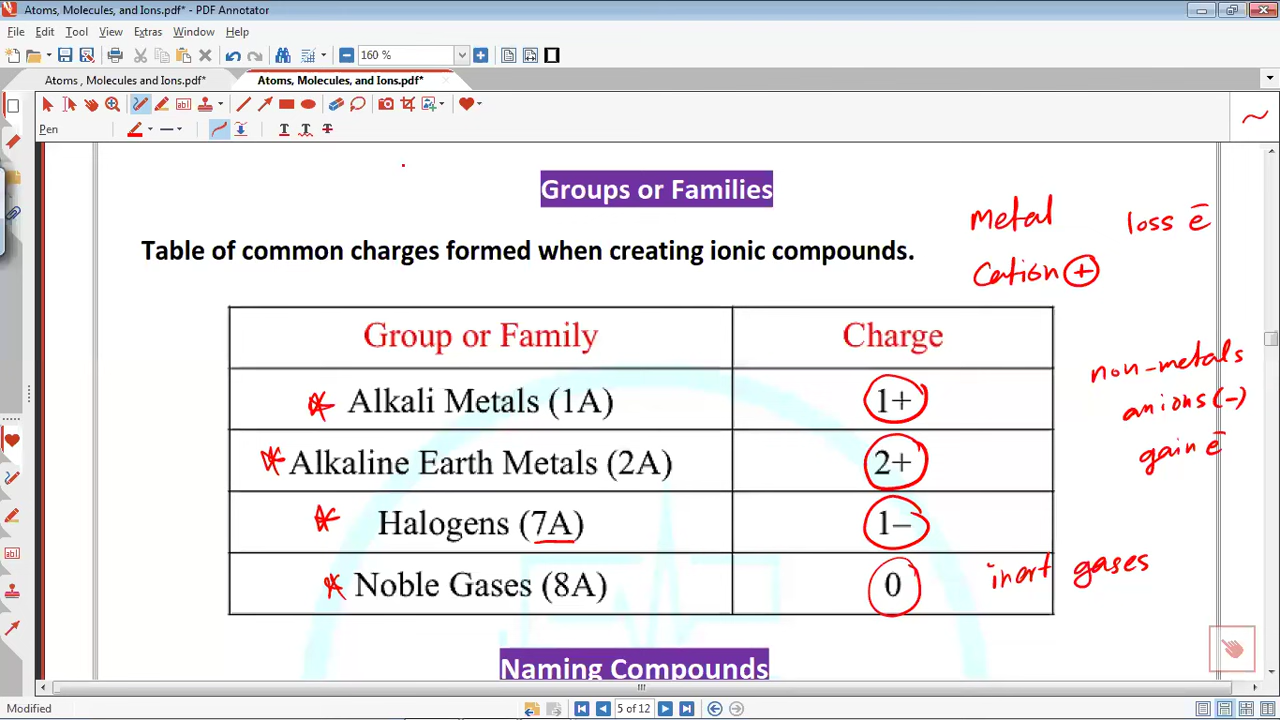 Atoms, Molecules, and Ions.pdf* - PDF Annotator
File Edit Tool Extras Window Help
160 %
Atoms , Molecules and Ions.pdf* Atoms, Molecules, and Ions.pdf*
Pen
Groups or Families
Metal loss e̅
Table of common charges formed when creating ionic compounds.
Cation +
Group or Family Charge
Alkali Metals (1A) 1+
non-metals
anions (-)
gain e̅
Alkaline Earth Metals (2A) 2+
Halogens (7A) 1–
Noble Gases (8A) 0
inert gases
Naming Compounds
Modified 5 of 12